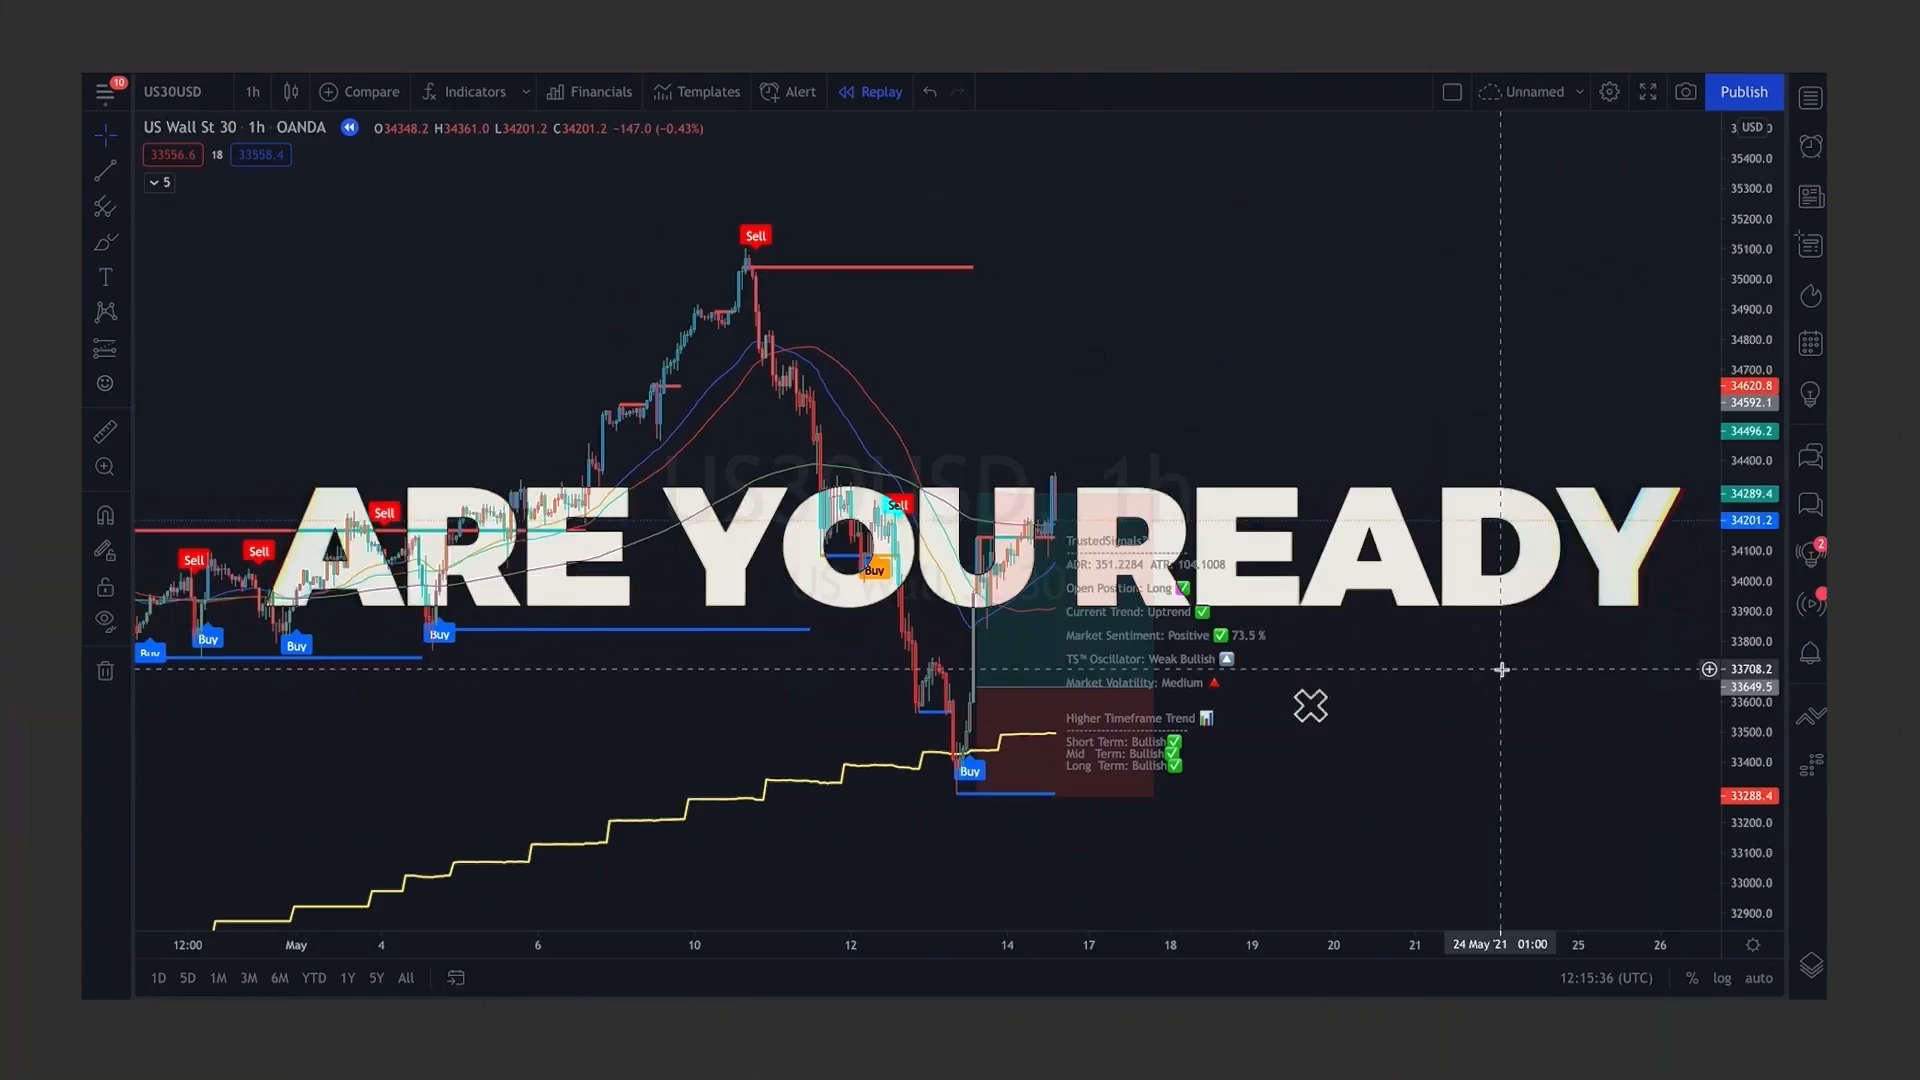 10
US30USD 1h Compare Indicators Financials Templates Alert Replay Unnamed Publish
US Wall St 30 · 1h · OANDA O34348.2 H34361.0 L34201.2 C34201.2 −147.0 (−0.43%)
33556.6 18 33558.4
5
USD
35400.0
35300.0
35200.0
35100.0
35000.0
34900.0
34800.0
34700.0
34620.8
34592.1
34496.2
34400.0
34289.4
34201.2
34100.0
34000.0
33900.0
33800.0
33708.2
33649.5
33600.0
33500.0
33400.0
33288.4
33200.0
33100.0
33000.0
32900.0
2
Sell
Sell
Sell
Sell
Sell
Buy
Buy
Buy
Buy
Buy
Buy
US30USD, 1h
ARE YOU READY
TrustedSignals
ADR: 351.2284 ATR: 104.1008
Open Position: Long ✅
Current Trend: Uptrend ✅
Market Sentiment: Positive ✅ 73.5 %
TS™ Oscillator: Weak Bullish 🔼
Market Volatility: Medium 🔺
Higher Timeframe Trend 📊
Short Term: Bullish✅
Mid Term: Bullish✅
Long Term: Bullish✅
12:00 May 4 6 10 12 14 17 18 19 20 21 24 May '21 01:00 25 26
1D 5D 1M 3M 6M YTD 1Y 5Y All 12:15:36 (UTC) % log auto